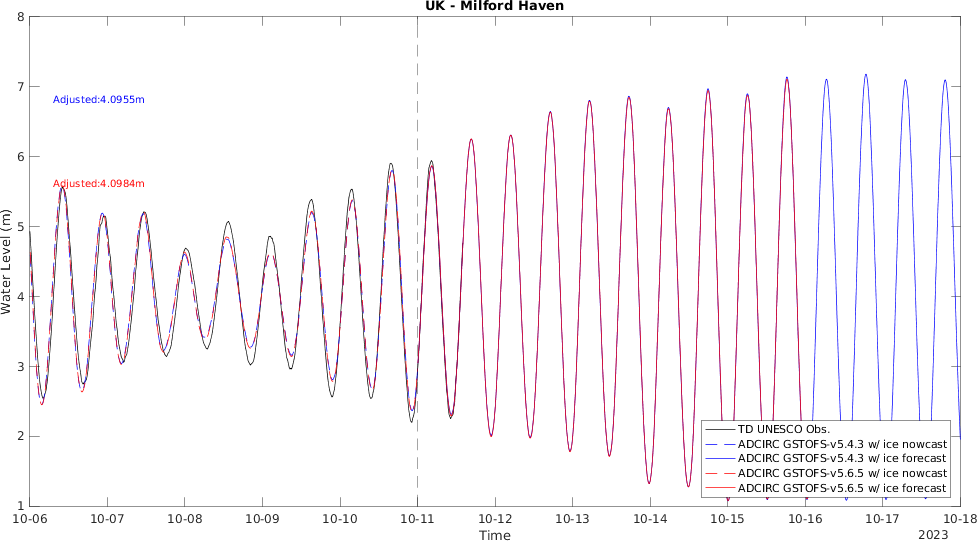 UK - Milford Haven
8
7
6
5
4
3
2
1
Water Level (m)
Adjusted:4.0955m
Adjusted:4.0984m
TD UNESCO Obs.
ADCIRC GSTOFS-v5.4.3 w/ ice nowcast
ADCIRC GSTOFS-v5.4.3 w/ ice forecast
ADCIRC GSTOFS-v5.6.5 w/ ice nowcast
ADCIRC GSTOFS-v5.6.5 w/ ice forecast
10-06 10-07 10-08 10-09 10-10 10-11 10-12 10-13 10-14 10-15 10-16 10-17 10-18
Time
2023